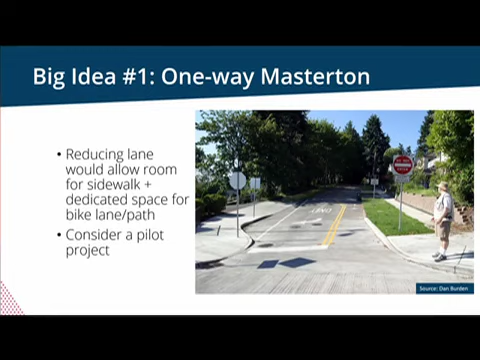 Big Idea #1: One-way Masterton
• Reducing lane
would allow room
for sidewalk +
dedicated space for
bike lane/path
• Consider a pilot
project
Source: Dan Burden